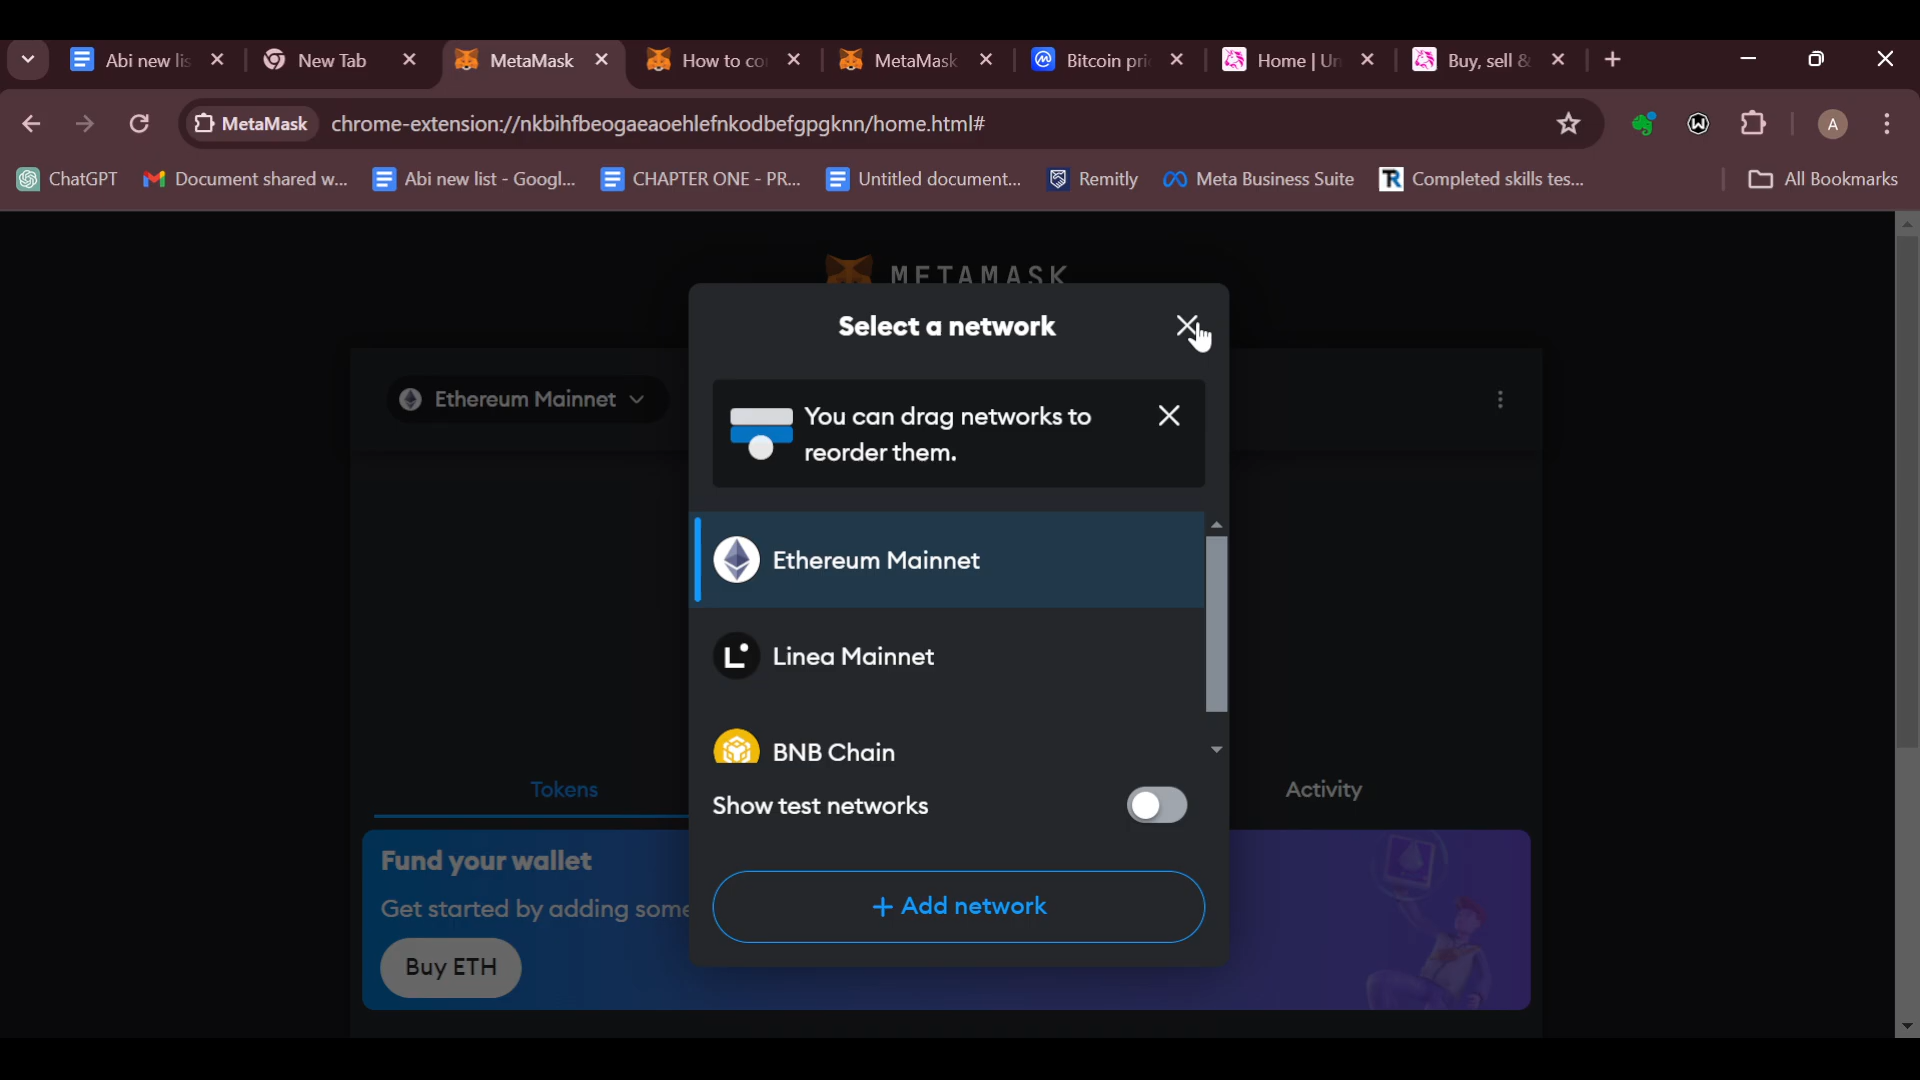 Abi new lis
New Tab
MetaMask
How to co
MetaMask
Bitcoin pri
Home | Un
Buy, sell &
MetaMask
chrome-extension://nkbihfbeogaeaoehlefnkodbefgpgknn/home.html#
A
ChatGPT
Document shared w...
Abi new list - Googl...
CHAPTER ONE - PR...
Untitled document...
Remitly
Meta Business Suite
Completed skills tes...
All Bookmarks
METAMASK
Select a network
Ethereum Mainnet
You can drag networks to
reorder them.
Ethereum Mainnet
Linea Mainnet
BNB Chain
Tokens
Activity
Show test networks
Fund your wallet
Get started by adding some
+ Add network
Buy ETH